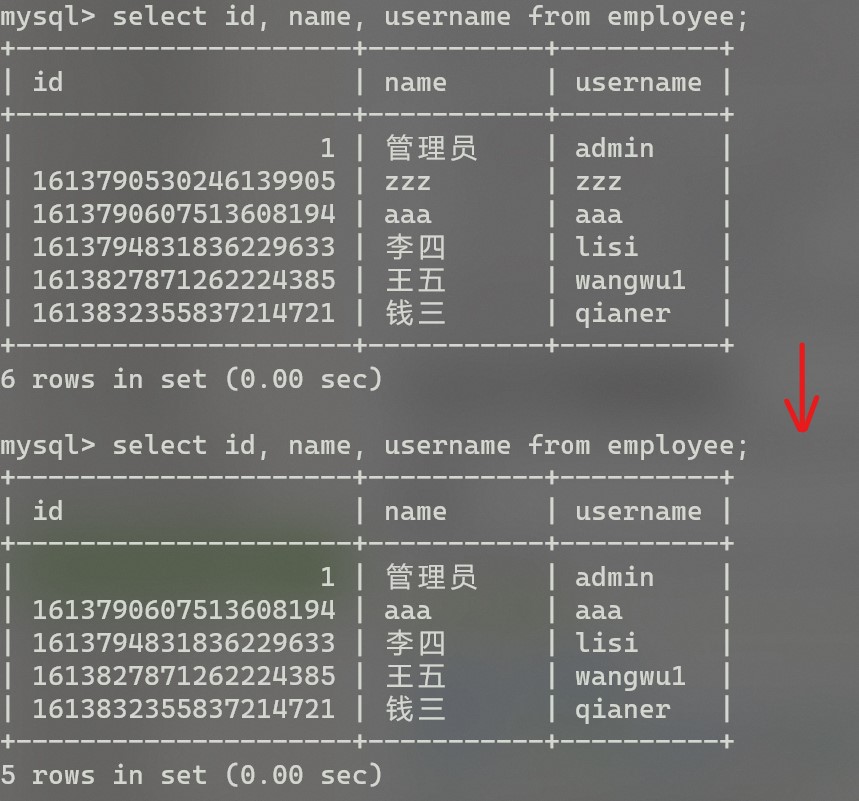 mysql> select id, name, username from employee;
+---------------------+-----------+----------+
| id                  | name      | username |
+---------------------+-----------+----------+
|                   1 | 管理员    | admin    |
| 1613790530246139905 | zzz       | zzz      |
| 1613790607513608194 | aaa       | aaa      |
| 1613794831836229633 | 李四      | lisi     |
| 1613827871262224385 | 王五      | wangwu1  |
| 1613832355837214721 | 钱三      | qianer   |
+---------------------+-----------+----------+
6 rows in set (0.00 sec)
mysql> select id, name, username from employee;
+---------------------+-----------+----------+
| id                  | name      | username |
+---------------------+-----------+----------+
|                   1 | 管理员    | admin    |
| 1613790607513608194 | aaa       | aaa      |
| 1613794831836229633 | 李四      | lisi     |
| 1613827871262224385 | 王五      | wangwu1  |
| 1613832355837214721 | 钱三      | qianer   |
+---------------------+-----------+----------+
5 rows in set (0.00 sec)